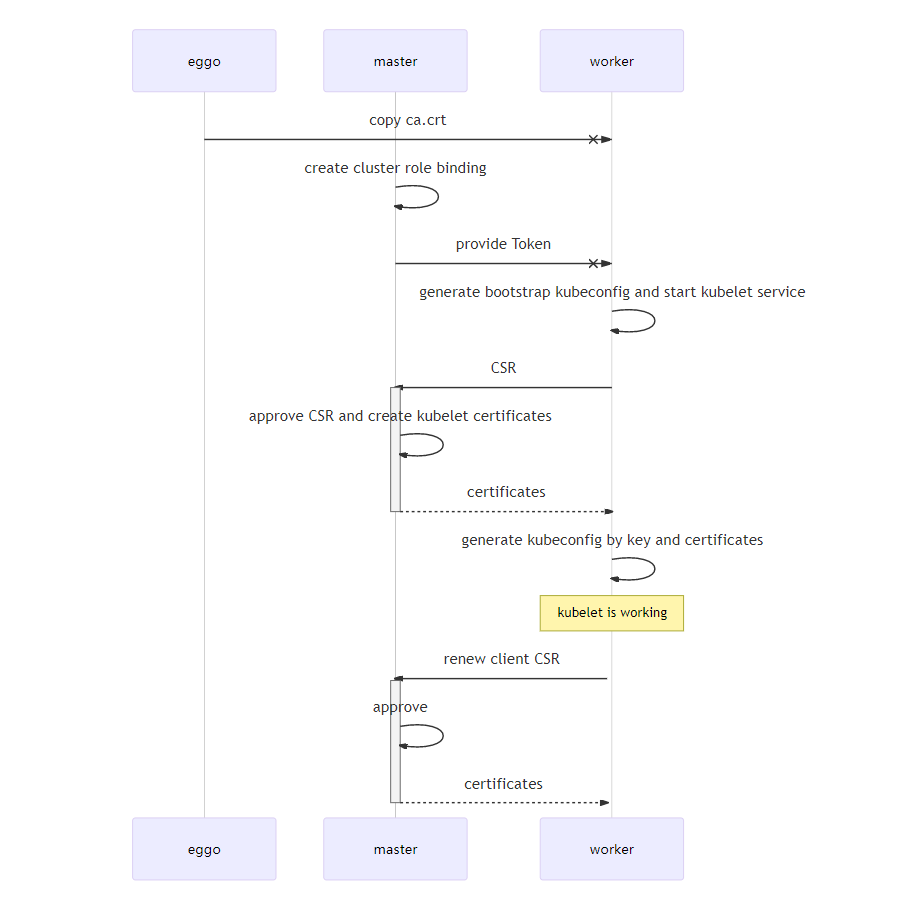 eggo
master
worker
copy ca.crt
create cluster role binding
provide Token
generate bootstrap kubeconfig and start kubelet service
CSR
approve CSR and create kubelet certificates
certificates
generate kubeconfig by key and certificates
kubelet is working
renew client CSR
approve
certificates
eggo
master
worker